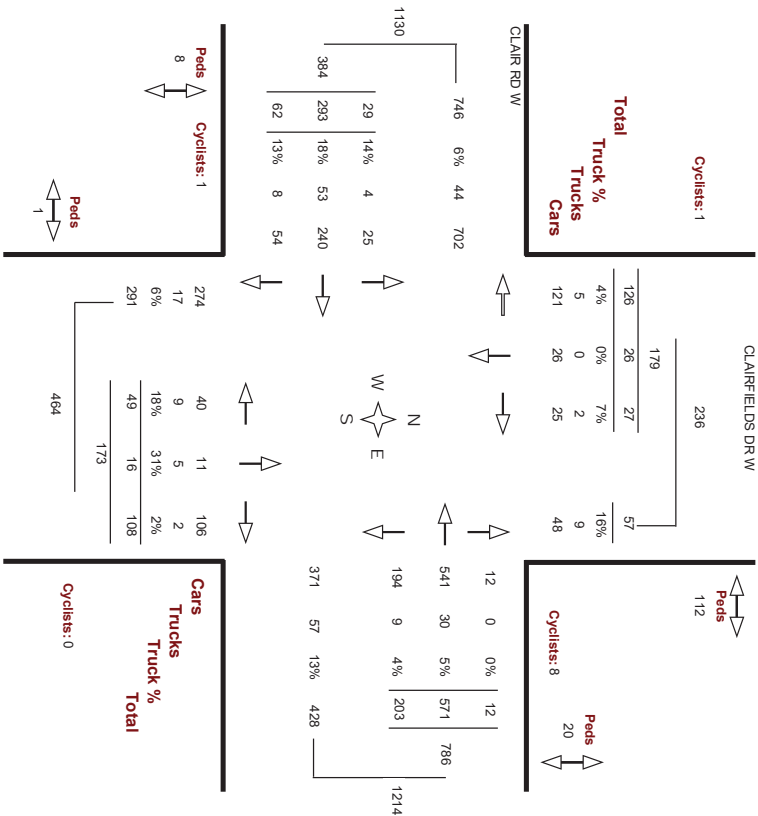 CLAIRFIELDS DR W
236
179
Cyclists: 1
Total 126 26 27 57
Truck % 4% 0% 7% 16%
Trucks 5 0 2 9
Cars 121 26 25 48
Peds
112
Peds
20
Cyclists: 8
CLAIR RD W
1130
746 6% 44 702
384
29 14% 4 25
293 18% 53 240
62 13% 8 54
Peds
8
Cyclists: 1
Peds
1
N
W
E
S
12 0 0% 12
541 30 5% 571
194 9 4% 203
786
371 57 13% 428
1214
274 40 11 106 Cars
17 9 5 2 Trucks
6% 18% 31% 2% Truck %
291 49 16 108 Total
173
464
Cyclists: 0